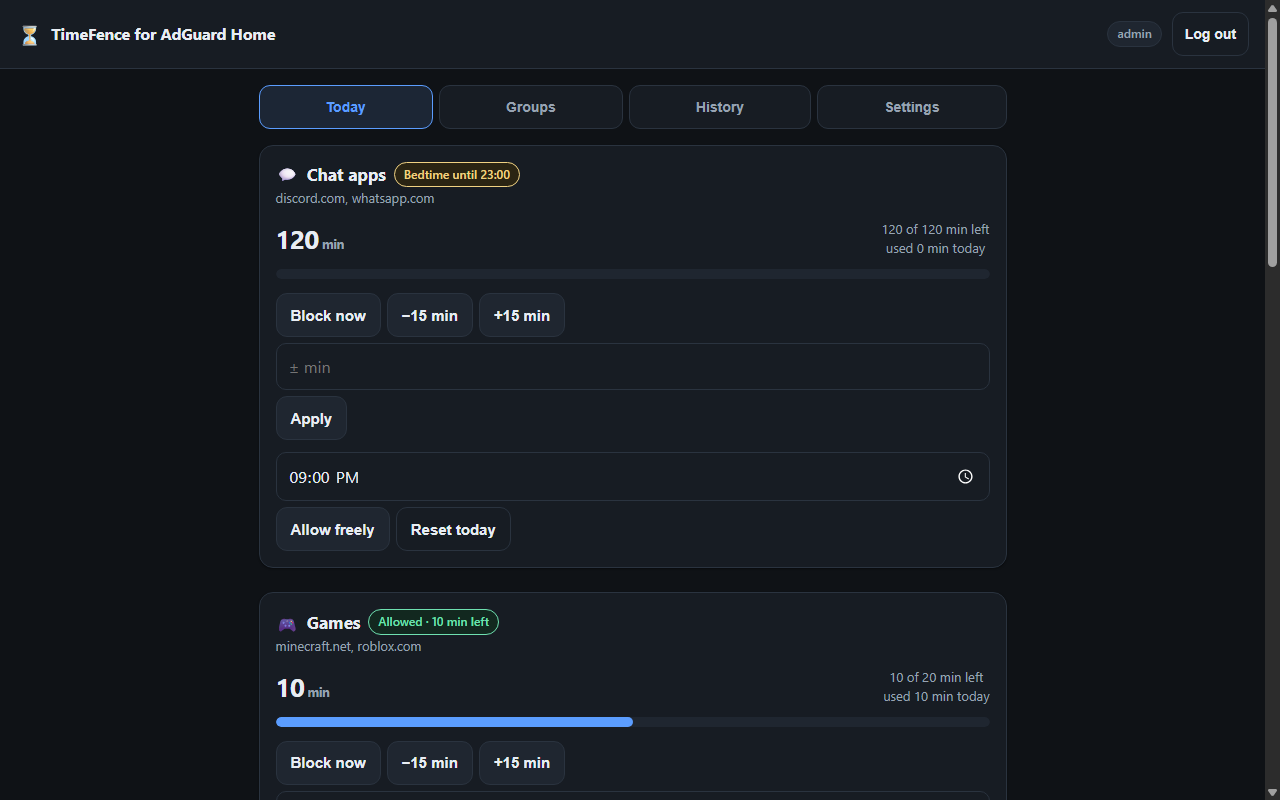 TimeFence for AdGuard Home
admin
Log out
Today
Groups
History
Settings
Chat apps
Bedtime until 23:00
discord.com, whatsapp.com
120 min
120 of 120 min left
used 0 min today
Block now
−15 min
+15 min
± min
Apply
09:00 PM
Allow freely
Reset today
Games
Allowed · 10 min left
minecraft.net, roblox.com
10 min
10 of 20 min left
used 10 min today
Block now
−15 min
+15 min